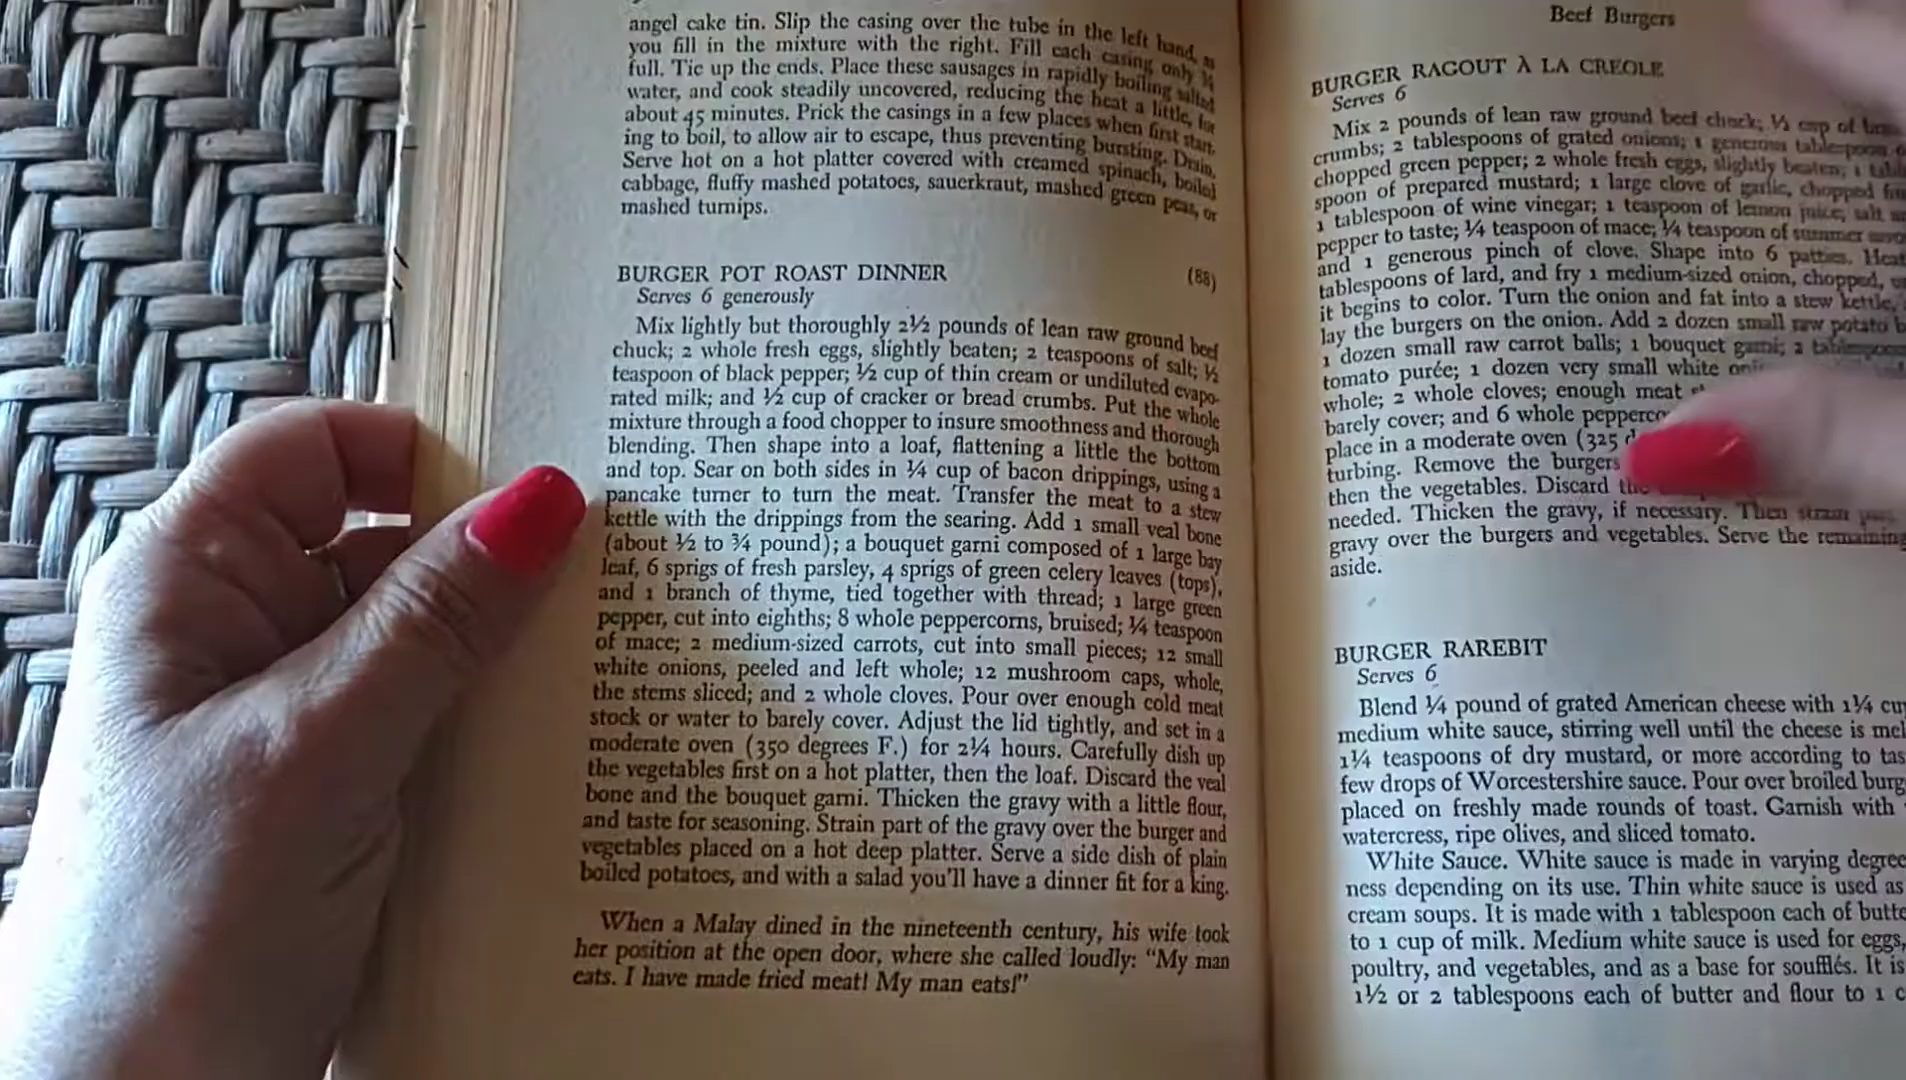 angel cake tin. Slip the casing over the tube in the left hand, as
you fill in the mixture with the right. Fill each casing only ¾
full. Tie up the ends. Place these sausages in rapidly boiling salted
water, and cook steadily uncovered, reducing the heat a little, for
about 45 minutes. Prick the casings in a few places when first start-
ing to boil, to allow air to escape, thus preventing bursting. Drain.
Serve hot on a hot platter covered with creamed spinach, boiled
cabbage, fluffy mashed potatoes, sauerkraut, mashed green peas, or
mashed turnips.
BURGER POT ROAST DINNER (88)
Serves 6 generously
Mix lightly but thoroughly 2½ pounds of lean raw ground beef
chuck; 2 whole fresh eggs, slightly beaten; 2 teaspoons of salt; ½
teaspoon of black pepper; ½ cup of thin cream or undiluted evapo-
rated milk; and ½ cup of cracker or bread crumbs. Put the whole
mixture through a food chopper to insure smoothness and thorough
blending. Then shape into a loaf, flattening a little the bottom
and top. Sear on both sides in ¼ cup of bacon drippings, using a
pancake turner to turn the meat. Transfer the meat to a stew
kettle with the drippings from the searing. Add 1 small veal bone
(about ½ to ¾ pound); a bouquet garni composed of 1 large bay
leaf, 6 sprigs of fresh parsley, 4 sprigs of green celery leaves (tops),
and 1 branch of thyme, tied together with thread; 1 large green
pepper, cut into eighths; 8 whole peppercorns, bruised; ¼ teaspoon
of mace; 2 medium-sized carrots, cut into small pieces; 12 small
white onions, peeled and left whole; 12 mushroom caps, whole,
the stems sliced; and 2 whole cloves. Pour over enough cold meat
stock or water to barely cover. Adjust the lid tightly, and set in a
moderate oven (350 degrees F.) for 2¼ hours. Carefully dish up
the vegetables first on a hot platter, then the loaf. Discard the veal
bone and the bouquet garni. Thicken the gravy with a little flour,
and taste for seasoning. Strain part of the gravy over the burger and
vegetables placed on a hot deep platter. Serve a side dish of plain
boiled potatoes, and with a salad you'll have a dinner fit for a king.
When a Malay dined in the nineteenth century, his wife took
her position at the open door, where she called loudly: "My man
eats. I have made fried meat! My man eats!"
Beef Burgers
BURGER RAGOUT À LA CREOLE
Serves 6
Mix 2 pounds of lean raw ground beef chuck; ½ cup of
crumbs; 2 tablespoons of grated onions; 1 generous tablespoon
chopped green pepper; 2 whole fresh eggs, slightly beaten; 1
spoon of prepared mustard; 1 large clove of garlic, chopped
1 tablespoon of wine vinegar; 1 teaspoon of lemon juice; salt
pepper to taste; ¼ teaspoon of mace; ¼ teaspoon of summer
and 1 generous pinch of clove. Shape into 6 patties. Heat
tablespoons of lard, and fry 1 medium-sized onion, chopped,
it begins to color. Turn the onion and fat into a stew kettle,
lay the burgers on the onion. Add 2 dozen small raw potato
1 dozen small raw carrot balls; 1 bouquet garni; 2
tomato purée; 1 dozen very small white
whole; 2 whole cloves; enough meat
barely cover; and 6 whole
place in a moderate oven (325
turbing. Remove the burgers
then the vegetables. Discard
needed. Thicken the gravy, if necessary. Then strain
gravy over the burgers and vegetables. Serve the remaining
aside.
BURGER RAREBIT
Serves 6
Blend ¼ pound of grated American cheese with 1¼
medium white sauce, stirring well until the cheese is
1¼ teaspoons of dry mustard, or more according to
few drops of Worcestershire sauce. Pour over broiled
placed on freshly made rounds of toast. Garnish with
watercress, ripe olives, and sliced tomato.
White Sauce. White sauce is made in varying
ness depending on its use. Thin white sauce is used as
cream soups. It is made with 1 tablespoon each of
to 1 cup of milk. Medium white sauce is used for eggs,
poultry, and vegetables, and as a base for soufflés. It is
1½ or 2 tablespoons each of butter and flour to 1